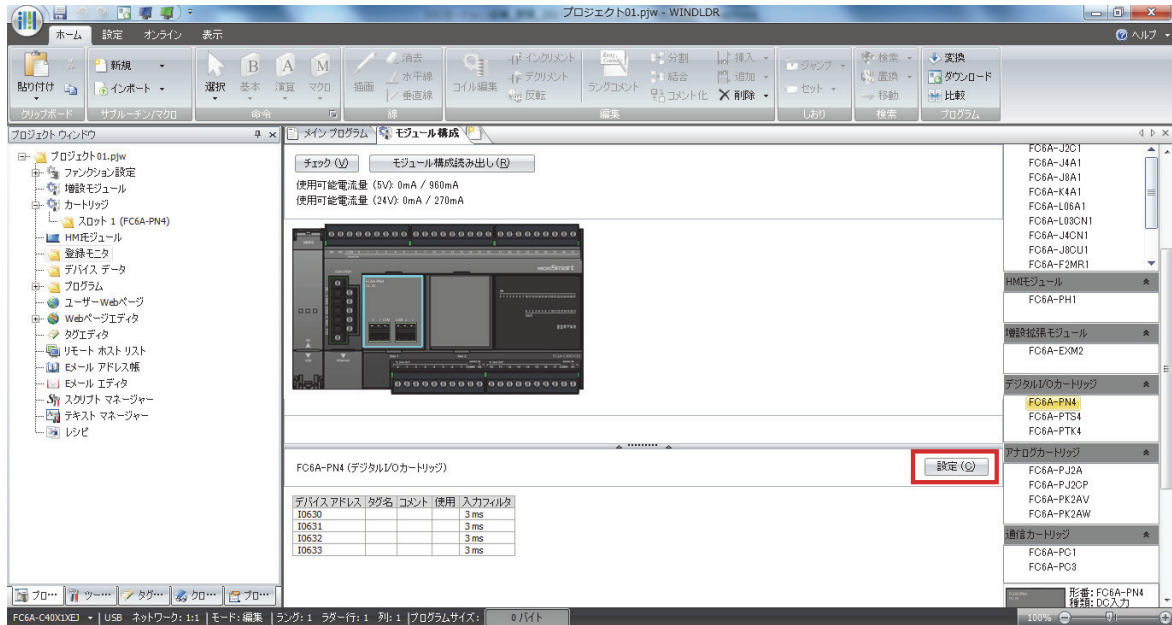 プロジェクト01.pjw - WINDLDR
ホーム 設定 オンライン 表示
ヘルプ
貼り付け
新規
インポート
選択 基本 演算 マクロ
描画
消去
水平線
垂直線
コイル編集
インクリメント
デクリメント
反転
ラングコメント
分割
結合
コメント化
挿入
追加
削除
ジャンプ
セット
検索
置換
移動
変換
ダウンロード
比較
クリップボード サブルーチン/マクロ 命令 線 編集 しおり 検索 プログラム
プロジェクト ウィンドウ
プロジェクト01.pjw
ファンクション設定
増設モジュール
カートリッジ
スロット 1 (FC6A-PN4)
HMIモジュール
登録モニタ
デバイス データ
プログラム
ユーザーWebページ
Webページエディタ
タグエディタ
リモート ホスト リスト
Eメール アドレス帳
Eメール エディタ
スクリプト マネージャー
テキスト マネージャー
レシピ
プロ… ツー… タグ… クロ… プロ…
メイン プログラム モジュール構成
チェック (V) モジュール構成読み出し(R)
使用可能電流量 (5V): 0mA / 960mA
使用可能電流量 (24V): 0mA / 270mA
FC6A-PN4 (デジタルI/Oカートリッジ)
設定 (O)
デバイス アドレス タグ名 コメント 使用 入力フィルタ
I0630 3 ms
I0631 3 ms
I0632 3 ms
I0633 3 ms
FC6A-J2C1
FC6A-J4A1
FC6A-J8A1
FC6A-K4A1
FC6A-L06A1
FC6A-L03CN1
FC6A-J4CN1
FC6A-J8CU1
FC6A-F2MR1
HMIモジュール
FC6A-PH1
増設拡張モジュール
FC6A-EXM2
デジタルI/Oカートリッジ
FC6A-PN4
FC6A-PTS4
FC6A-PTK4
アナログカートリッジ
FC6A-PJ2A
FC6A-PJ2CP
FC6A-PK2AV
FC6A-PK2AW
通信カートリッジ
FC6A-PC1
FC6A-PC3
形番: FC6A-PN4
種類: DC入力
FC6A-C40X1XEJ USB ネットワーク: 1:1 モード: 編集 ラング: 1 ラダー行: 1 列: 1 プログラムサイズ: 0 バイト 100%